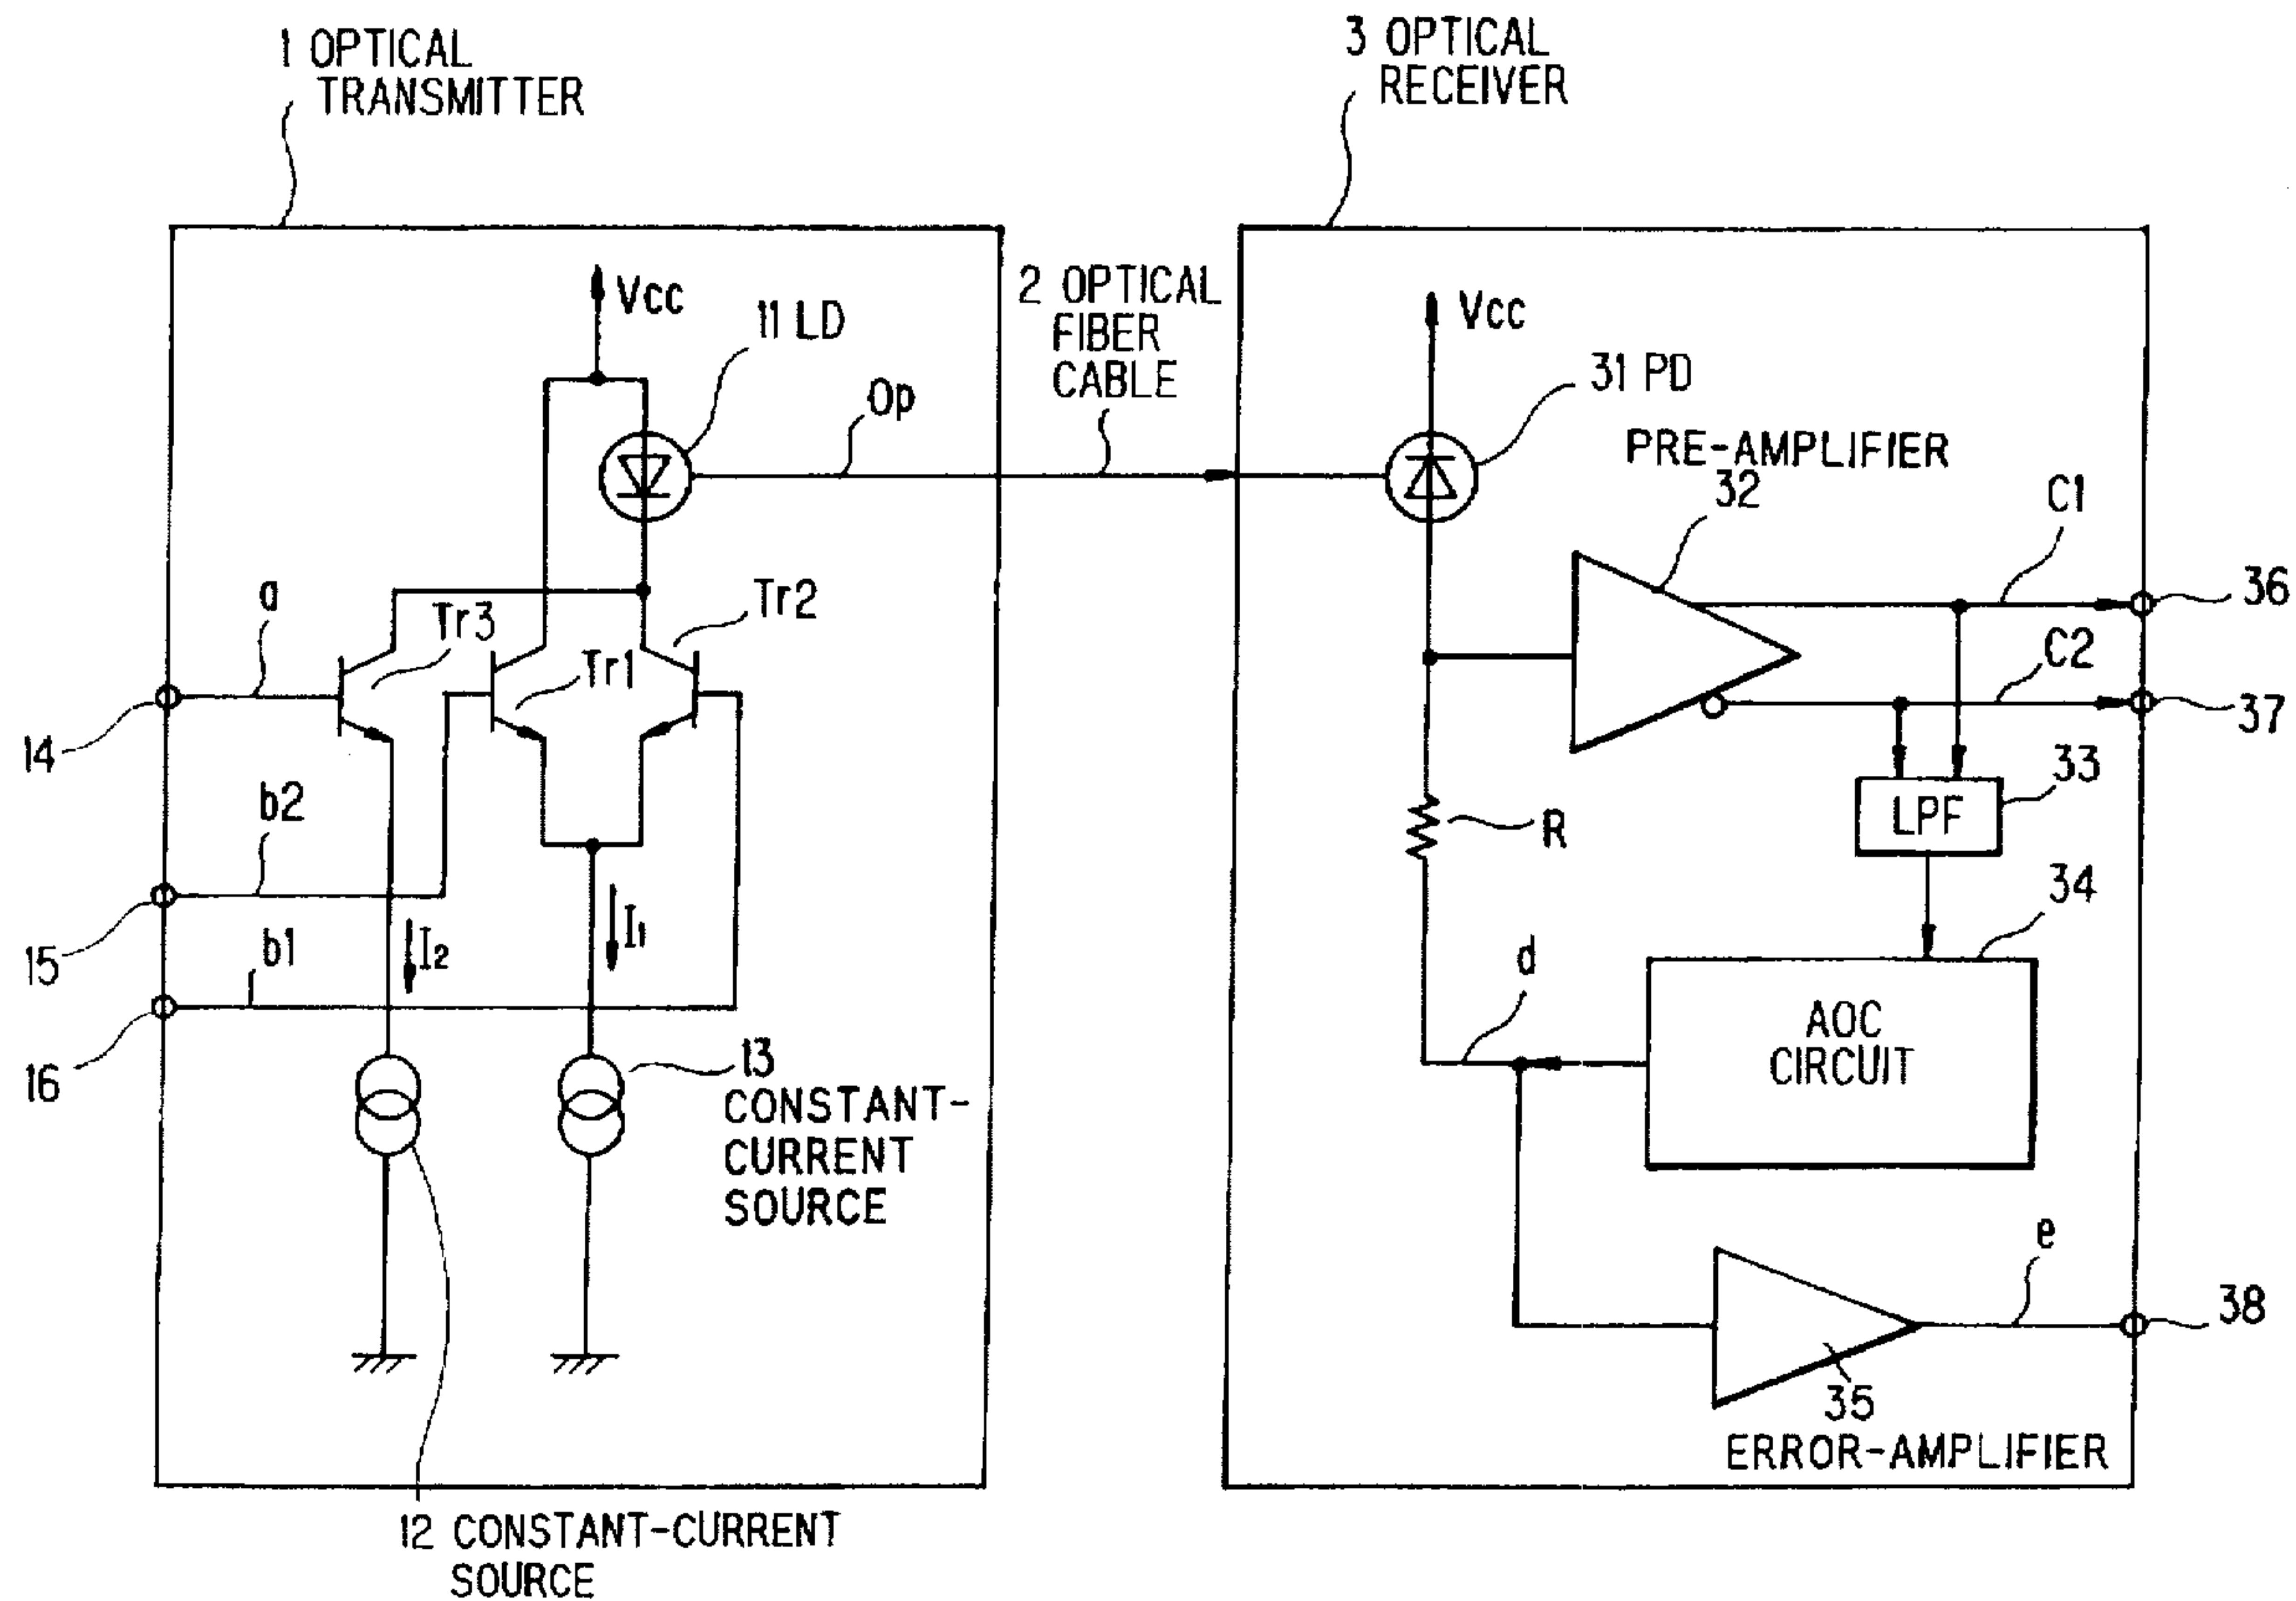 1 OPTICAL
TRANSMITTER
3 OPTICAL
RECEIVER
Vcc
11 LD
Op
2 OPTICAL
FIBER
CABLE
Vcc
31 PD
PRE-AMPLIFIER
32
C1
36
C2
37
a
Tr3
Tr1
Tr2
14
b2
15
b1
16
I2
I1
13
CONSTANT-
CURRENT
SOURCE
12 CONSTANT-CURRENT
SOURCE
R
33
LPF
34
AOC
CIRCUIT
d
e
38
35
ERROR-AMPLIFIER